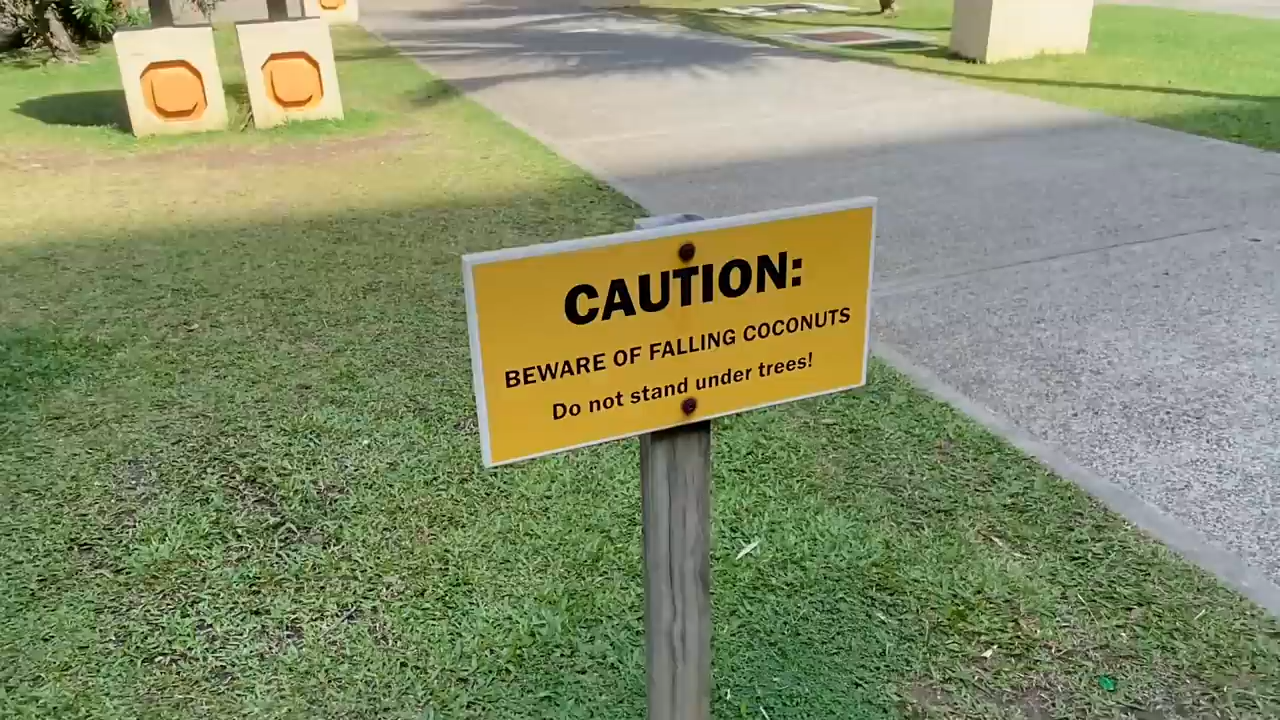 CAUTION:
BEWARE OF FALLING COCONUTS
Do not stand under trees!